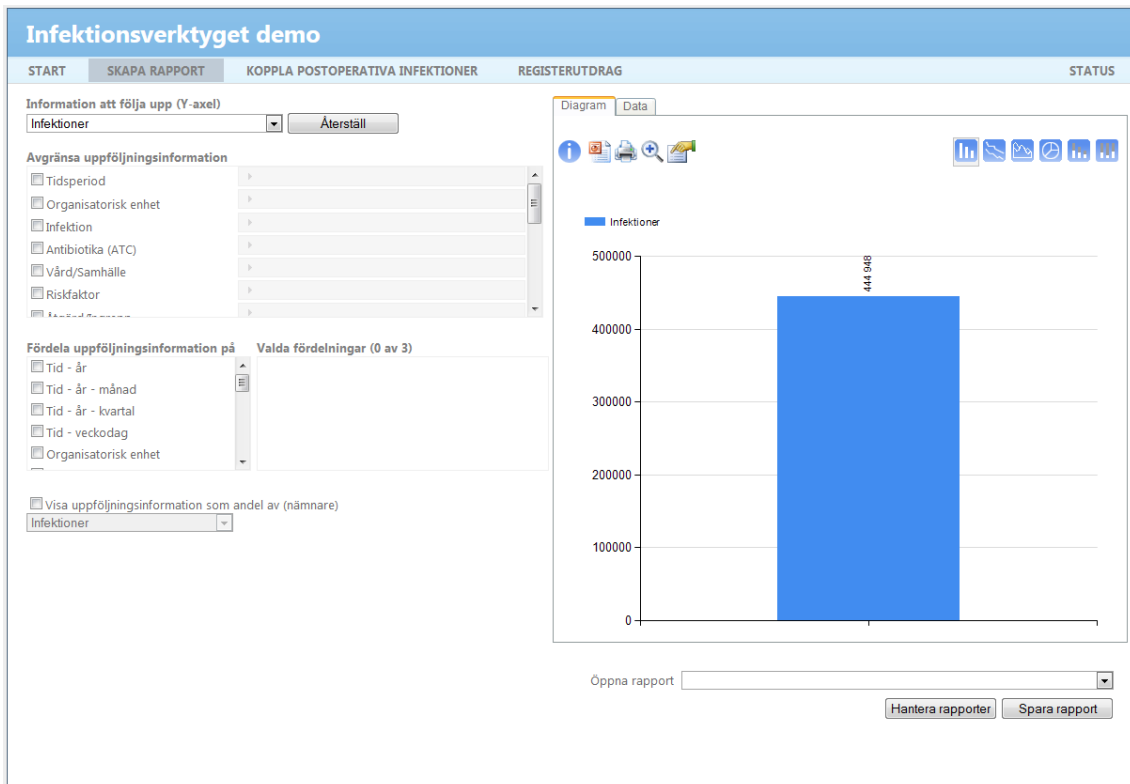 Infektionsverktyget demo
START SKAPA RAPPORT KOPPLA POSTOPERATIVA INFEKTIONER REGISTERUTDRAG STATUS
Information att följa upp (Y-axel)
Infektioner Återställ
Avgränsa uppföljningsinformation
Tidsperiod
Organisatorisk enhet
Infektion
Antibiotika (ATC)
Vård/Samhälle
Riskfaktor
Åtgärd/Ingrepp
Fördela uppföljningsinformation på Valda fördelningar (0 av 3)
Tid - år
Tid - år - månad
Tid - år - kvartal
Tid - veckodag
Organisatorisk enhet
Visa uppföljningsinformation som andel av (nämnare)
Infektioner
Diagram Data
Infektioner
500000
444 948
400000
300000
200000
100000
0
Öppna rapport
Hantera rapporter Spara rapport